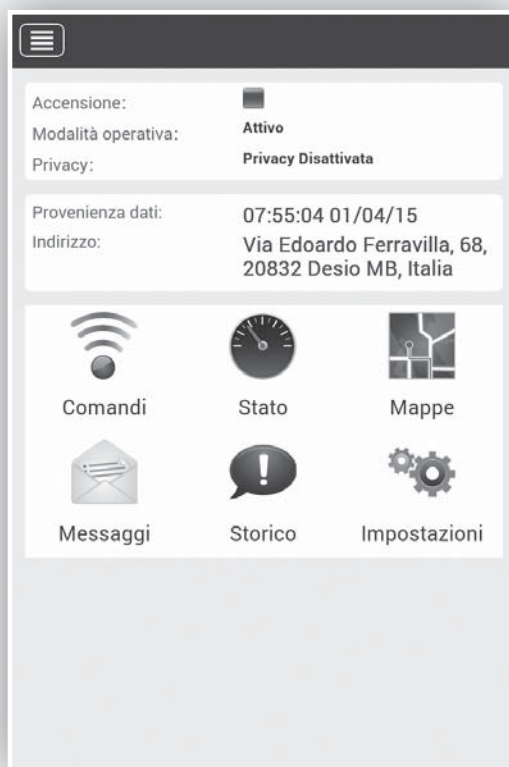 Accensione:
Modalità operativa: Attivo
Privacy: Privacy Disattivata
Provenienza dati: 07:55:04 01/04/15
Indirizzo: Via Edoardo Ferravilla, 68,
20832 Desio MB, Italia
Comandi Stato Mappe
Messaggi Storico Impostazioni